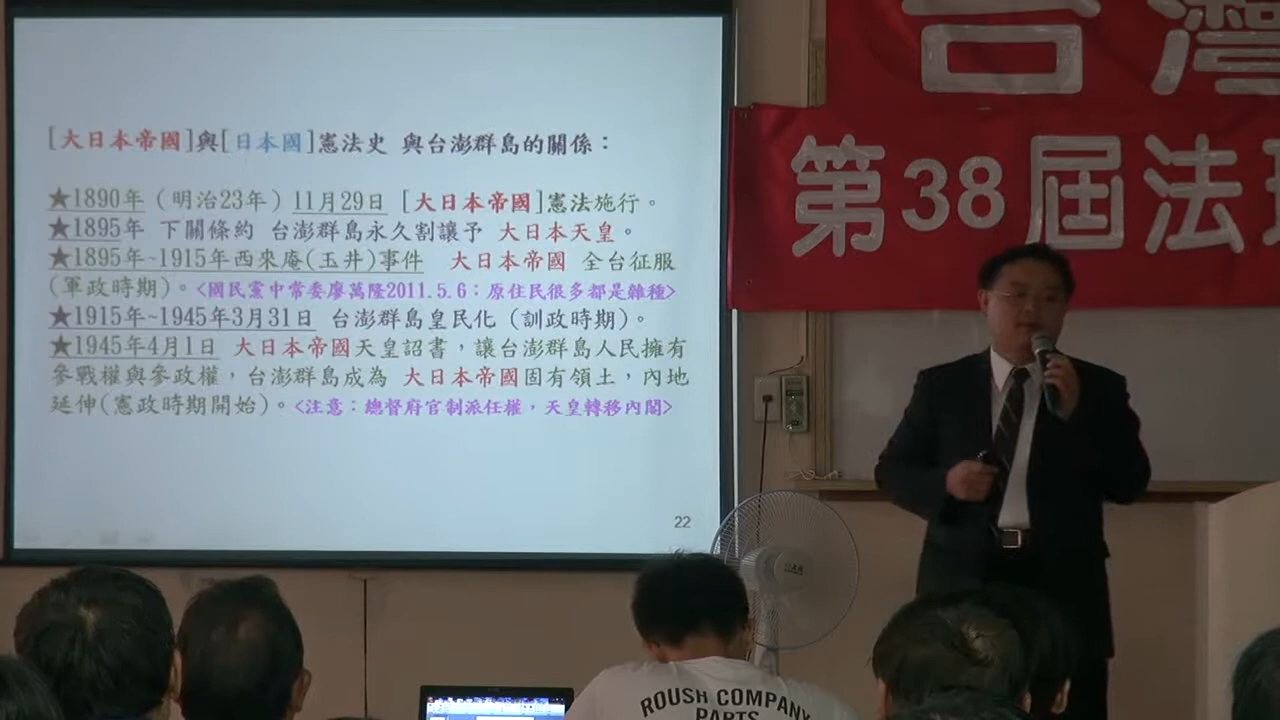 [大日本帝國]與[日本國]憲法史 與台澎群島的關係：
★1890年 (明治23年) 11月29日 [大日本帝國]憲法施行。
★1895年 下關條約 台澎群島永久割讓予 大日本天皇。
★1895年~1915年西來庵(玉井)事件 大日本帝國 全台征服
(軍政時期)。<國民黨中常委廖萬隆2011.5.6：原住民很多都是雜種>
★1915年~1945年3月31日 台澎群島皇民化 (訓政時期)。
★1945年4月1日 大日本帝國天皇詔書，讓台澎群島人民擁有
參戰權與參政權，台澎群島成為 大日本帝國固有領土，內地
延伸(憲政時期開始)。<注意：總督府官制派任權，天皇轉移內閣>
22
台灣
第38屆法
ROUSH COMPANY
PARTS